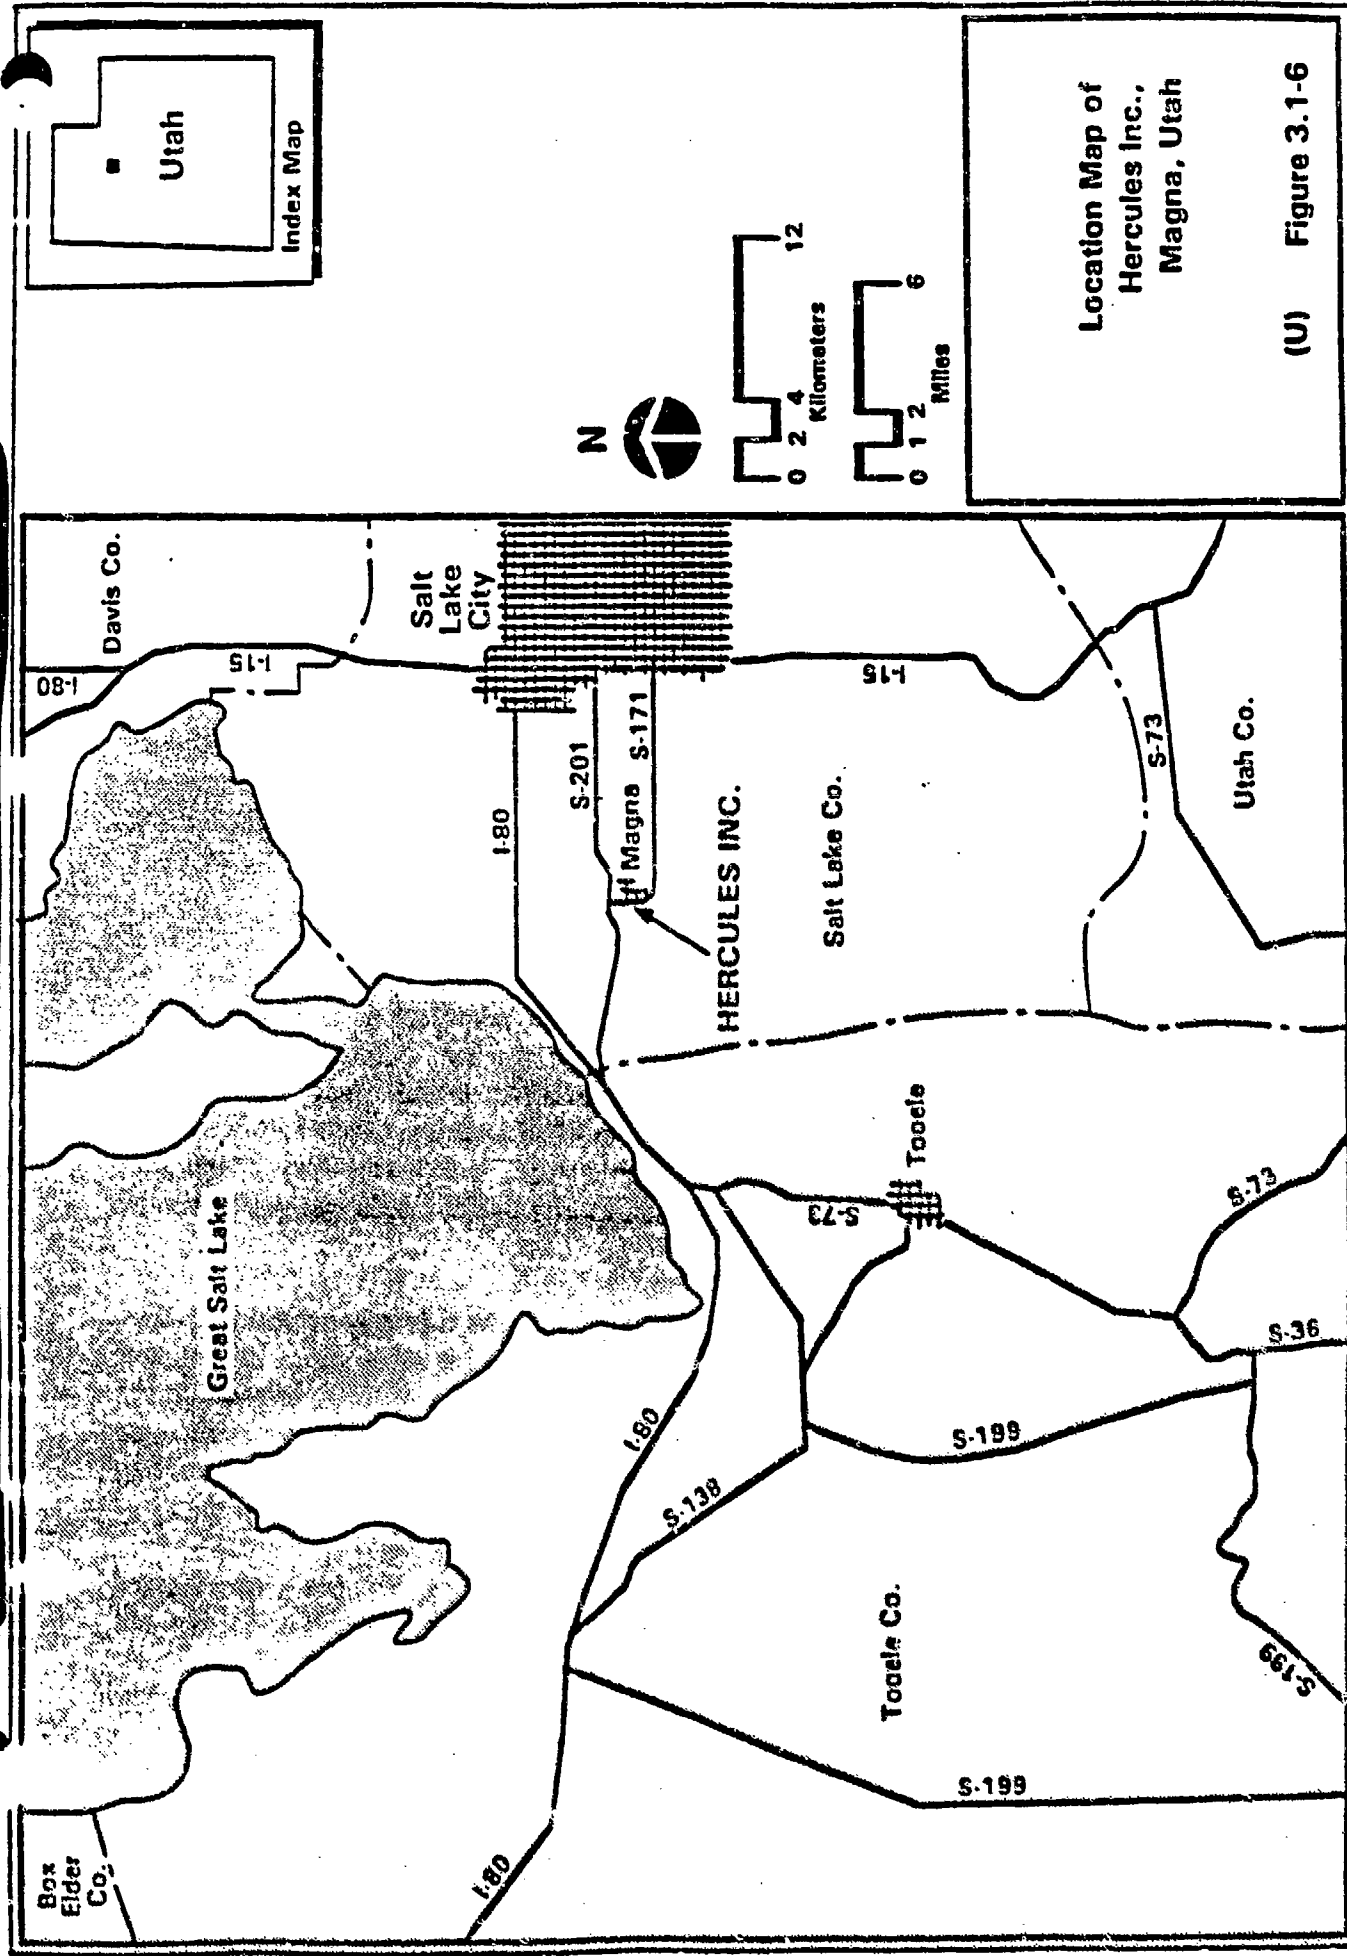 Box
Elder
Co.
Great Salt Lake
I-80
Davis Co.
I-15
Salt
Lake
City
I-80
S-201
Magna
S-171
HERCULES INC.
Salt Lake Co.
I-15
S-73
Utah Co.
I-80
I-80
S-138
S-73
Tooele
S-199
S-73
S-36
Tooele Co.
S-199
S-199
Utah
Index Map
N
0 2 4 12
Kilometers
0 1 2 6
Miles
Location Map of
Hercules Inc.,
Magna, Utah
(U) Figure 3.1-6